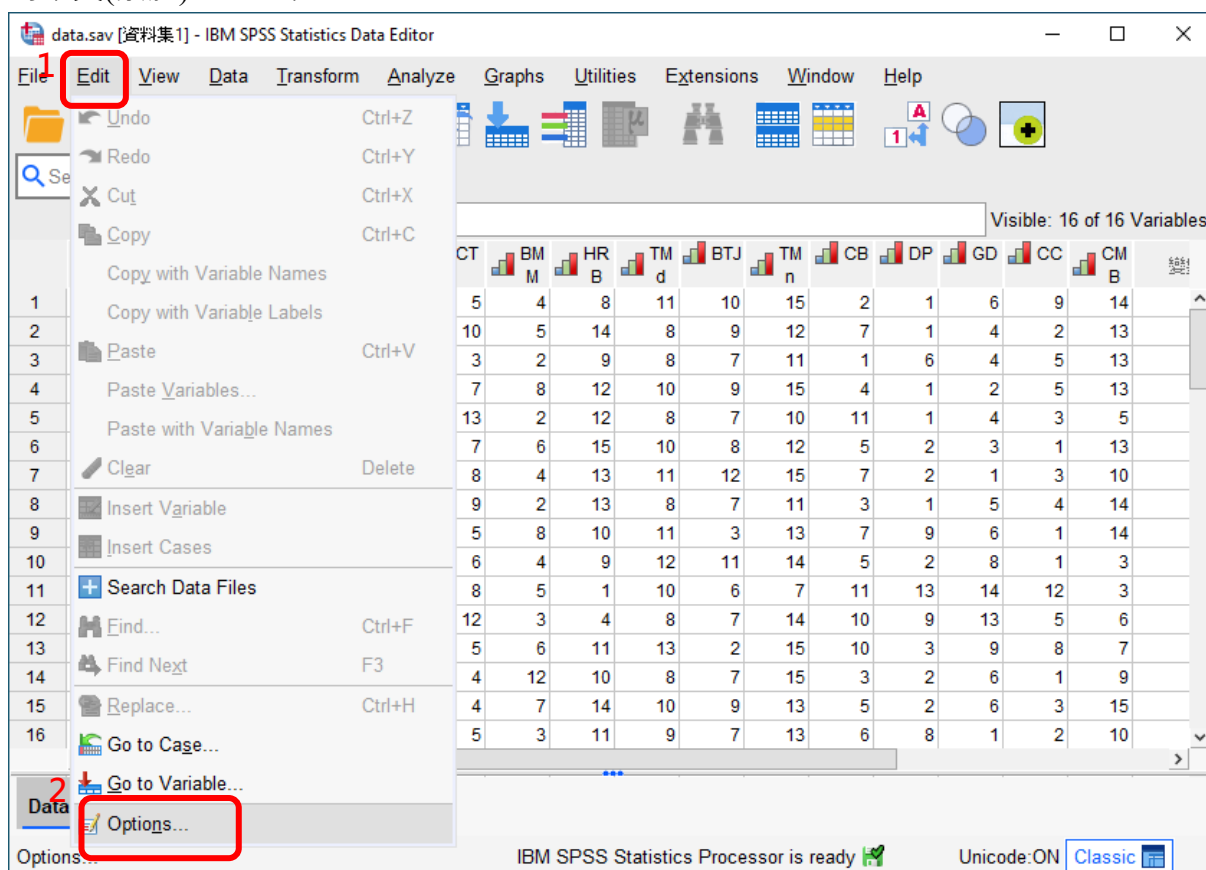 data.sav [資料集1] - IBM SPSS Statistics Data Editor
1
File Edit View Data Transform Analyze Graphs Utilities Extensions Window Help
Undo Ctrl+Z
Redo Ctrl+Y
Cut Ctrl+X
Copy Ctrl+C
Copy with Variable Names
Copy with Variable Labels
Paste Ctrl+V
Paste Variables...
Paste with Variable Names
Clear Delete
Insert Variable
Insert Cases
Search Data Files
Find... Ctrl+F
Find Next F3
Replace... Ctrl+H
Go to Case...
Go to Variable...
2
Options...
A
1
Se
Visible: 16 of 16 Variables
CT BMM HRB TMd BTJ TMn CB DP GD CC CMB
1 5 4 8 11 10 15 2 1 6 9 14
2 10 5 14 8 9 12 7 1 4 2 13
3 3 2 9 8 7 11 1 6 4 5 13
4 7 8 12 10 9 15 4 1 2 5 13
5 13 2 12 8 7 10 11 1 4 3 5
6 7 6 15 10 8 12 5 2 3 1 13
7 8 4 13 11 12 15 7 2 1 3 10
8 9 2 13 8 7 11 3 1 5 4 14
9 5 8 10 11 3 13 7 9 6 1 14
10 6 4 9 12 11 14 5 2 8 1 3
11 8 5 1 10 6 7 11 13 14 12 3
12 12 3 4 8 7 14 10 9 13 5 6
13 5 6 11 13 2 15 10 3 9 8 7
14 4 12 10 8 7 15 3 2 6 1 9
15 4 7 14 10 9 13 5 2 6 3 15
16 5 3 11 9 7 13 6 8 1 2 10
Data
Options... IBM SPSS Statistics Processor is ready Unicode:ON Classic